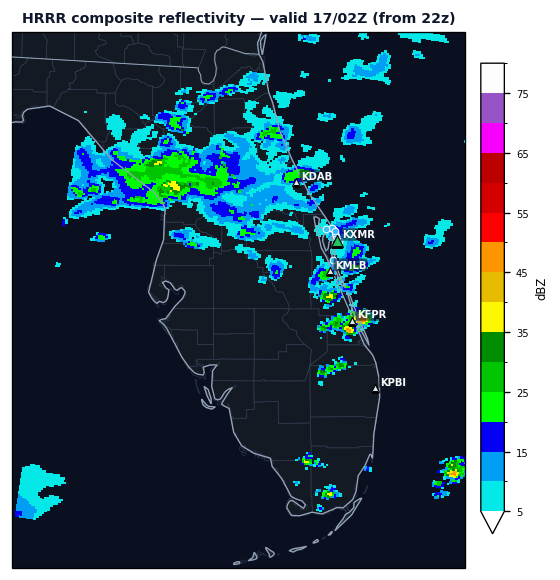 HRRR composite reflectivity — valid 17/02Z (from 22z)
KDAB
KXMR
KMLB
KFPR
KPBI
75
65
55
45
35
25
15
5
dBZ